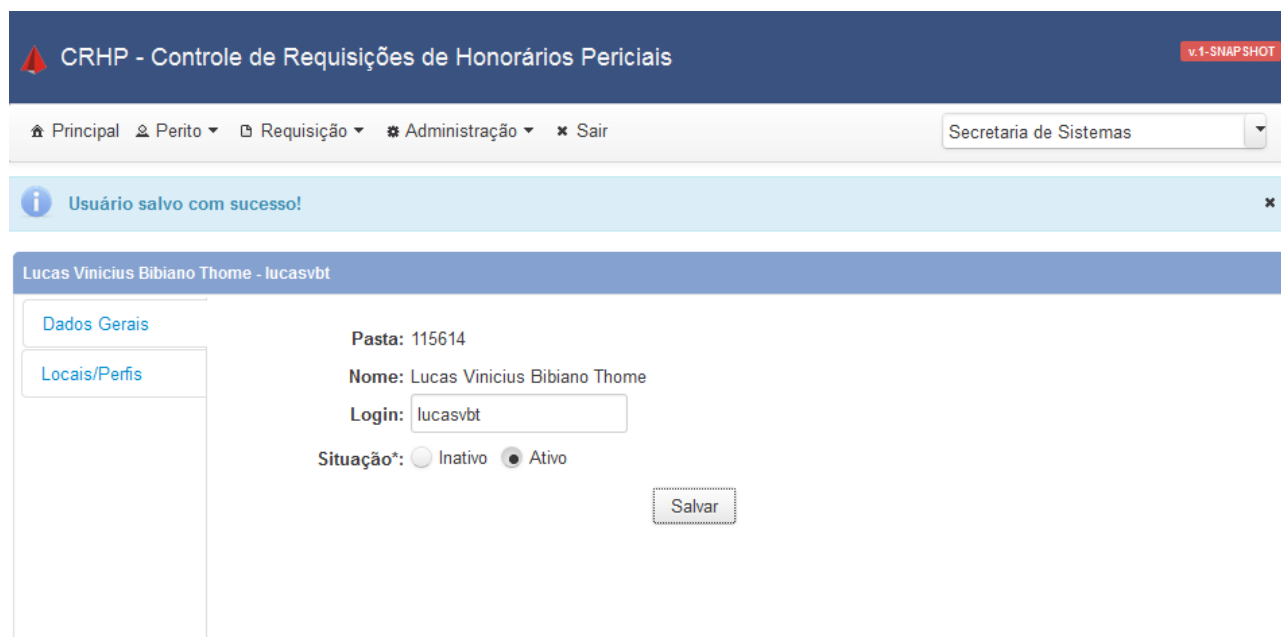 CRHP - Controle de Requisições de Honorários Periciais
v.1-SNAPSHOT
Principal Perito Requisição Administração Sair
Secretaria de Sistemas
Usuário salvo com sucesso!
Lucas Vinicius Bibiano Thome - lucasvbt
Dados Gerais
Locais/Perfis
Pasta: 115614
Nome: Lucas Vinicius Bibiano Thome
Login: lucasvbt
Situação*: Inativo Ativo
Salvar